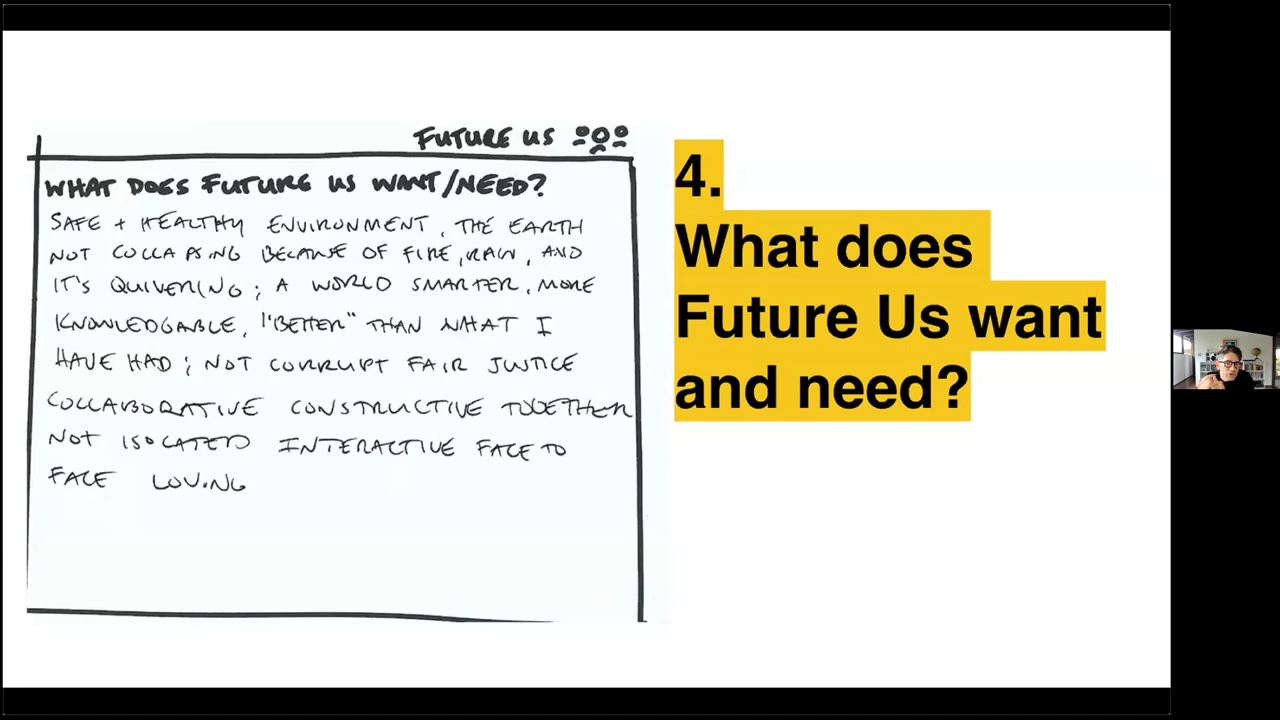 FUTURE US
WHAT DOES FUTURE US WANT/NEED?
SAFE + HEALTHY ENVIRONMENT, THE EARTH
NOT COLLAPSING BECAUSE OF FIRE, RAIN, AND
IT'S QUIVERING; A WORLD SMARTER, MORE
KNOWLEDGABLE, "BETTER" THAN WHAT I
HAVE HAD; NOT CORRUPT FAIR JUSTICE
COLLABORATIVE CONSTRUCTIVE TOGETHER
NOT ISOLATED INTERACTIVE FACE TO
FACE LOVING
4.
What does
Future Us want
and need?